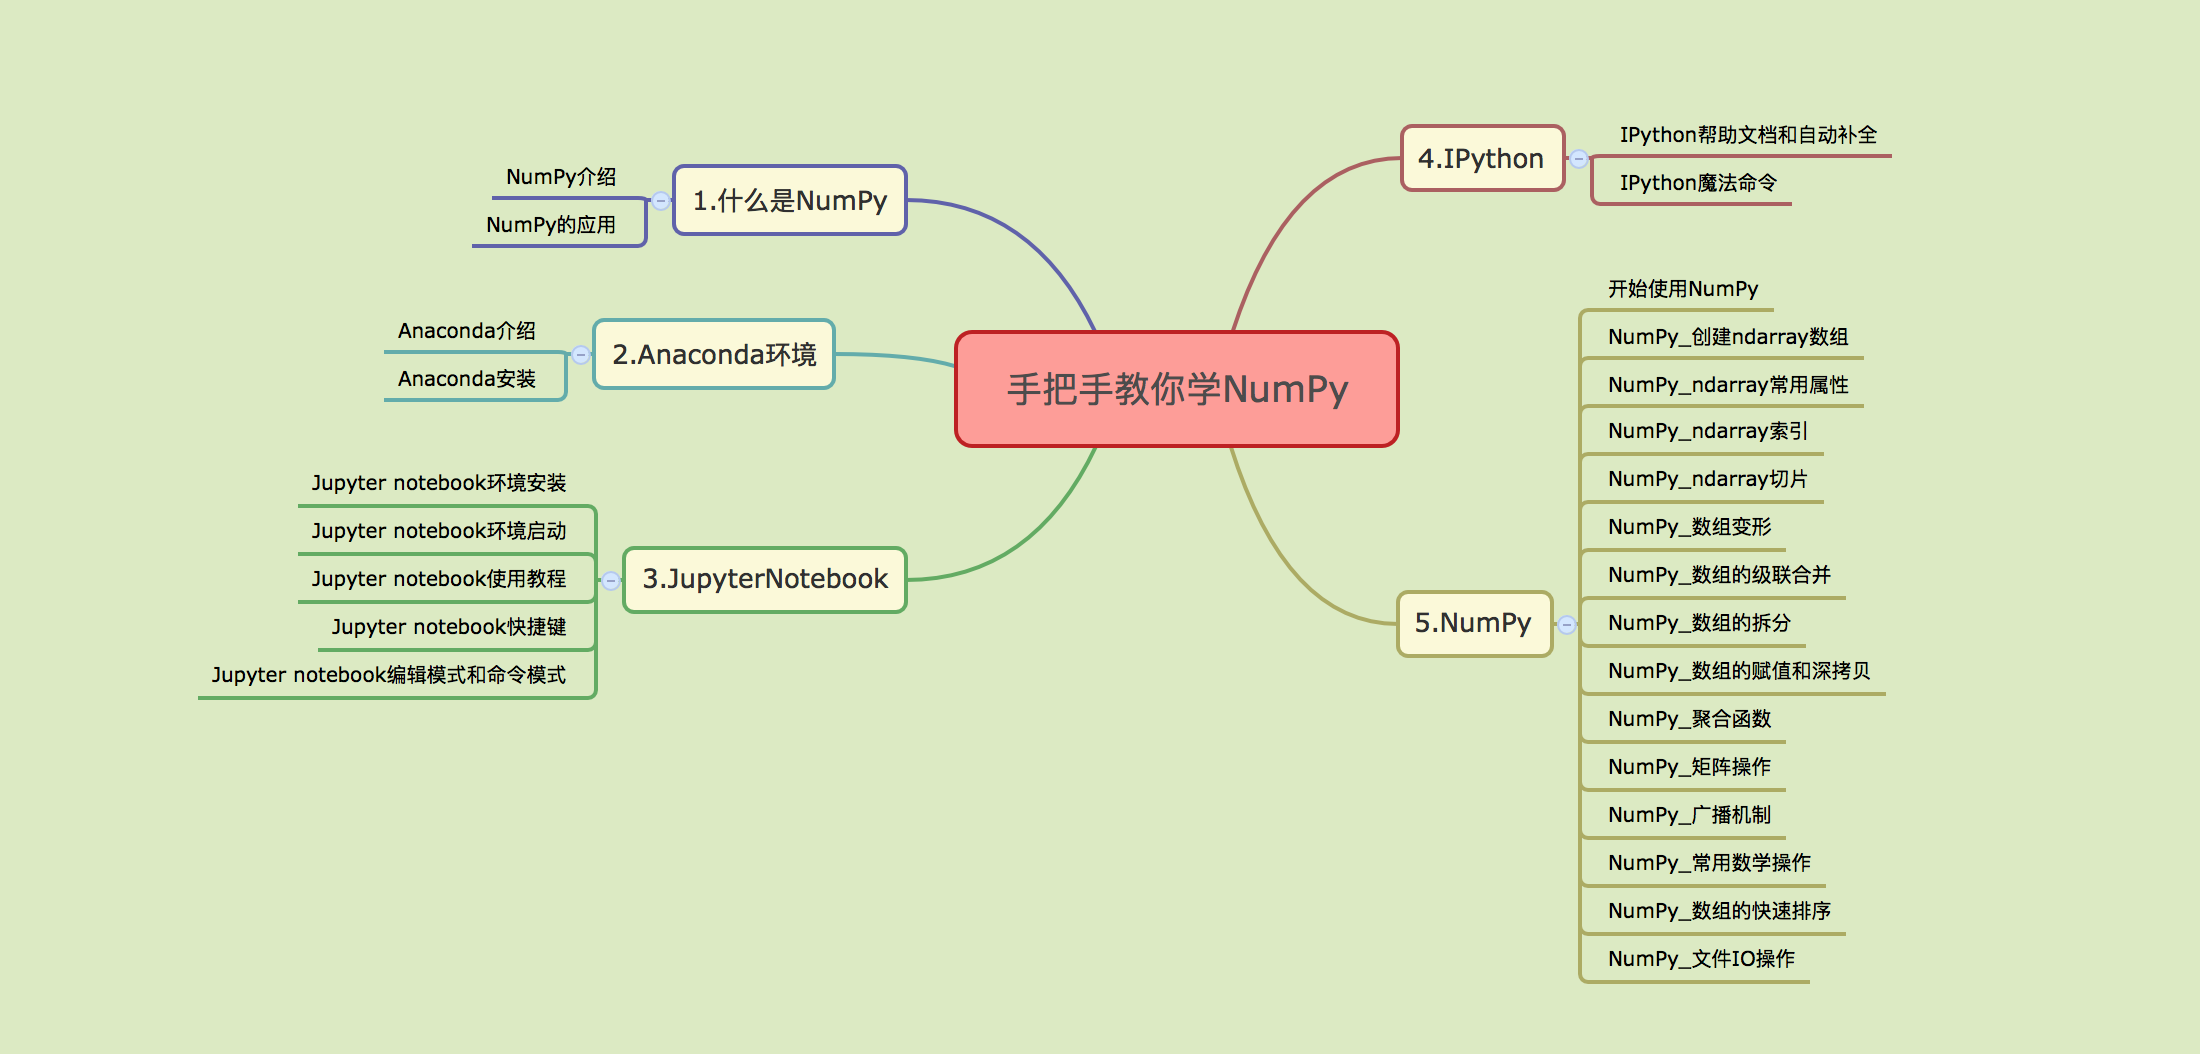 手把手教你学NumPy
1.什么是NumPy
NumPy介绍
NumPy的应用
2.Anaconda环境
Anaconda介绍
Anaconda安装
3.JupyterNotebook
Jupyter notebook环境安装
Jupyter notebook环境启动
Jupyter notebook使用教程
Jupyter notebook快捷键
Jupyter notebook编辑模式和命令模式
4.IPython
IPython帮助文档和自动补全
IPython魔法命令
5.NumPy
开始使用NumPy
NumPy_创建ndarray数组
NumPy_ndarray常用属性
NumPy_ndarray索引
NumPy_ndarray切片
NumPy_数组变形
NumPy_数组的级联合并
NumPy_数组的拆分
NumPy_数组的赋值和深拷贝
NumPy_聚合函数
NumPy_矩阵操作
NumPy_广播机制
NumPy_常用数学操作
NumPy_数组的快速排序
NumPy_文件IO操作